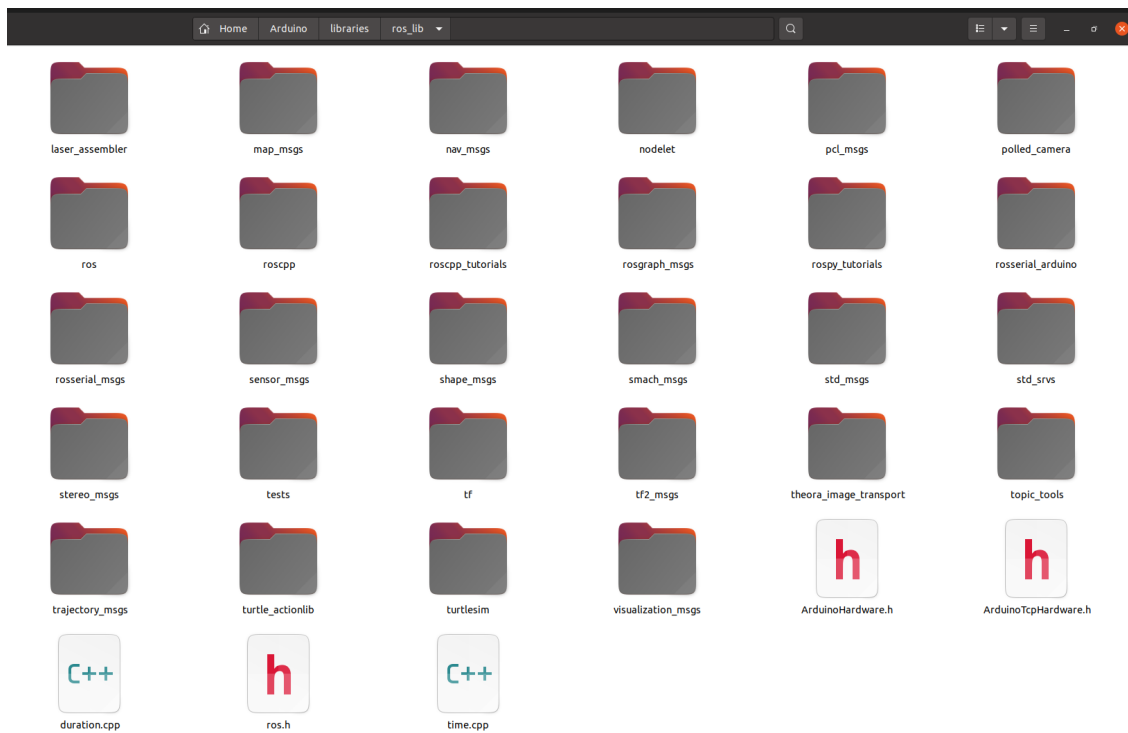 Home Arduino libraries ros_lib
laser_assembler map_msgs nav_msgs nodelet pcl_msgs polled_camera
ros roscpp roscpp_tutorials rosgraph_msgs rospy_tutorials rosserial_arduino
rosserial_msgs sensor_msgs shape_msgs smach_msgs std_msgs std_srvs
stereo_msgs tests tf tf2_msgs theora_image_transport topic_tools
trajectory_msgs turtle_actionlib turtlesim visualization_msgs h ArduinoHardware.h h ArduinoTcpHardware.h
C++ h C++
duration.cpp ros.h time.cpp